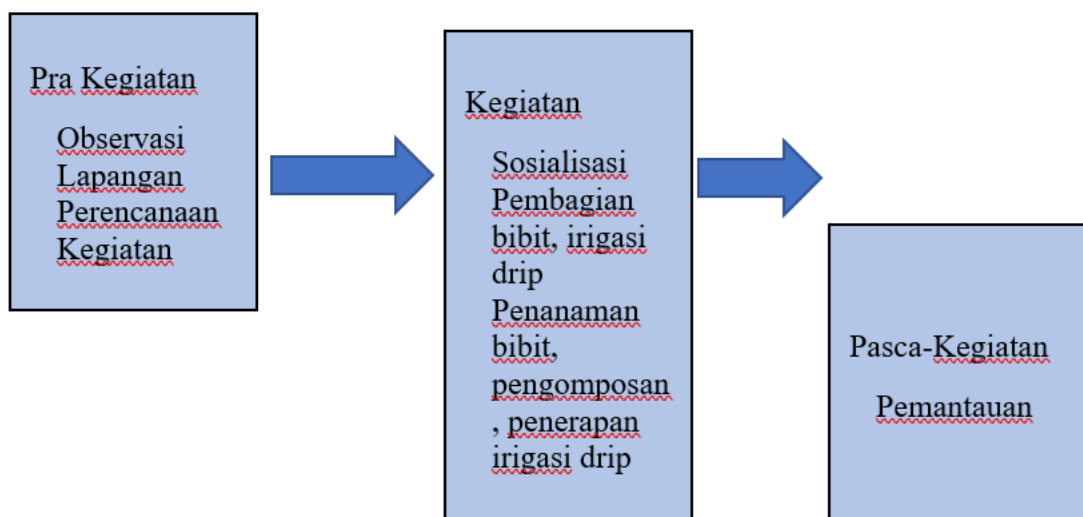 Pra Kegiatan
Observasi
Lapangan
Perencanaan
Kegiatan
Kegiatan
Sosialisasi
Pembagian
bibit, irigasi
drip
Penanaman
bibit,
pengomposan
, penerapan
irigasi drip
Pasca-Kegiatan
Pemantauan